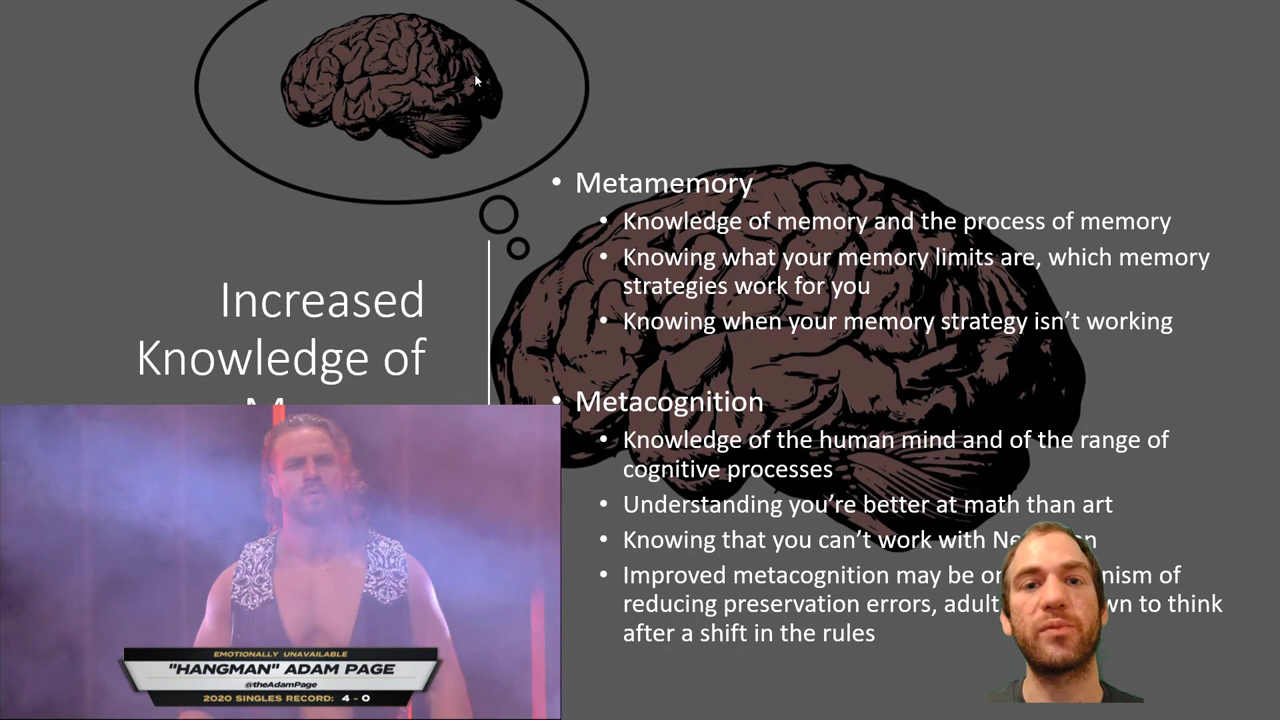 Increased
Knowledge of
• Metamemory
• Knowledge of memory and the process of memory
• Knowing what your memory limits are, which memory
strategies work for you
• Knowing when your memory strategy isn't working
• Metacognition
• Knowledge of the human mind and of the range of
cognitive processes
• Understanding you're better at math than art
• Knowing that you can't work with
• Improved metacognition may be
reducing preservation errors, to think
after a shift in the rules
EMOTIONALLY UNAVAILABLE
"HANGMAN" ADAM PAGE
@theAdamPage
2020 SINGLES RECORD: 4 - 0